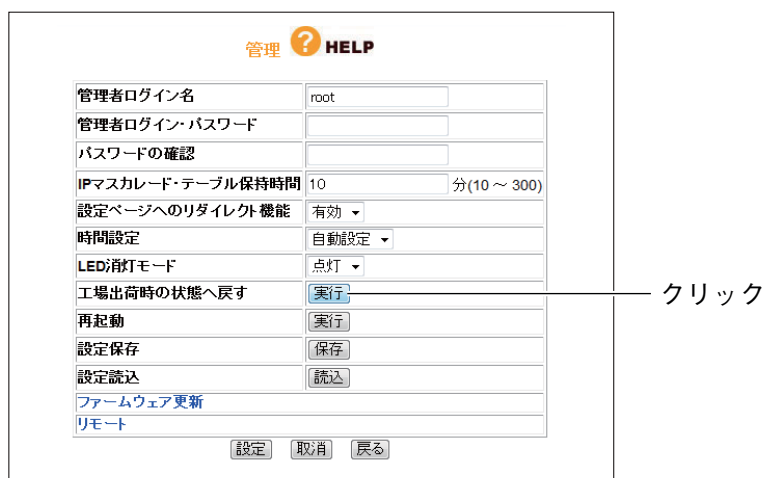 管理 HELP
管理者ログイン名 root
管理者ログイン・パスワード
パスワードの確認
IPマスカレード・テーブル保持時間 10 分(10 ～ 300)
設定ページへのリダイレクト機能 有効
時間設定 自動設定
LED消灯モード 点灯
工場出荷時の状態へ戻す 実行 クリック
再起動 実行
設定保存 保存
設定読込 読込
ファームウェア更新
リモート
設定 取消 戻る